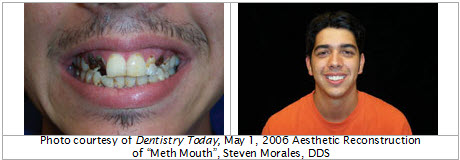 Photo courtesy of Dentistry Today, May 1, 2006 Aesthetic Reconstruction
of “Meth Mouth”, Steven Morales, DDS